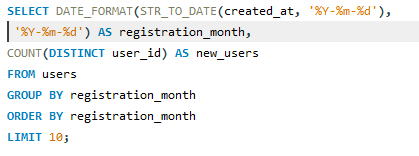 SELECT DATE_FORMAT(STR_TO_DATE(created_at, '%Y-%m-%d'),
'%Y-%m-%d') AS registration_month,
COUNT(DISTINCT user_id) AS new_users
FROM users
GROUP BY registration_month
ORDER BY registration_month
LIMIT 10;